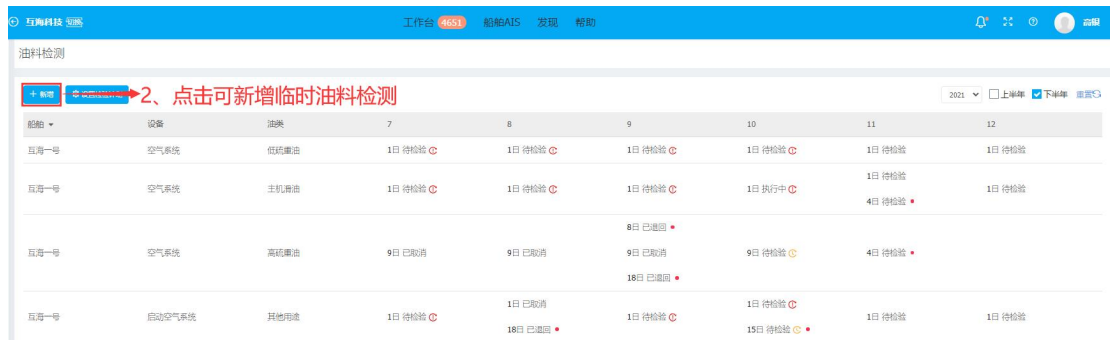 互海科技
工作台 4651 船舶AIS 发现 帮助
油料检测
+ 新增 2、点击可新增临时油料检测 2021 上半年 下半年 重置
船舶 设备 油类 7 8 9 10 11 12
互海一号 空气系统 低硫重油 1日 待检验 1日 待检验 1日 待检验 1日 待检验 1日 待检验 1日 待检验
互海一号 空气系统 主机滑油 1日 待检验 1日 待检验 1日 待检验 1日 执行中 1日 待检验 4日 待检验 1日 待检验
互海一号 空气系统 高硫重油 9日 已取消 9日 已取消 8日 已退回 9日 已取消 18日 已退回 9日 待检验 4日 待检验
互海一号 启动空气系统 其他用途 1日 待检验 1日 已取消 18日 已退回 1日 待检验 1日 待检验 15日 待检验 1日 待检验 1日 待检验